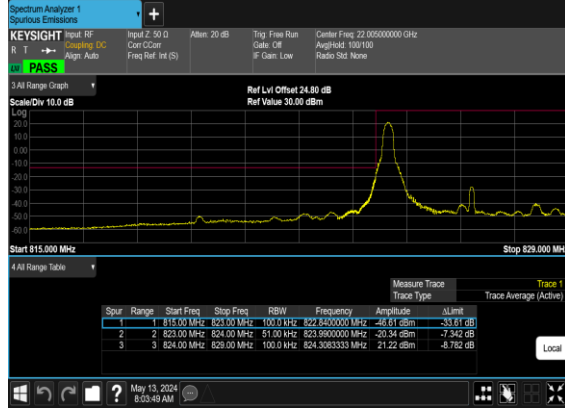 Spectrum Analyzer 1
Spurious Emissions
+
KEYSIGHT Input: RF Input Z: 50 Ω Atten: 20 dB Trig: Free Run Center Freq: 22.005000000 GHz
R T Coupling: DC Corr CCorr Gate: Off Avg|Hold: 100/100
Align: Auto Freq Ref: Int (S) IF Gain: Low Radio Std: None
PASS
3 All Range Graph
Ref Lvl Offset 24.80 dB
Scale/Div 10.0 dB Ref Value 30.00 dBm
Log
20.0
10.0
0.00
-10.0
-20.0
-30.0
-40.0
-50.0
-60.0
Start 815.000 MHz Stop 829.000 MH
4 All Range Table
Measure Trace Trace 1
Trace Type Trace Average (Active)
Spur Range Start Freq Stop Freq RBW Frequency Amplitude ΔLimit
1 1 815.00 MHz 823.00 MHz 100.0 kHz 822.8400000 MHz -46.61 dBm -33.61 dB
2 2 823.00 MHz 824.00 MHz 51.00 kHz 823.9900000 MHz -20.34 dBm -7.342 dB
3 3 824.00 MHz 829.00 MHz 100.0 kHz 824.3083333 MHz 21.22 dBm -8.782 dB
Local
?
May 13, 2024
8:03:49 AM